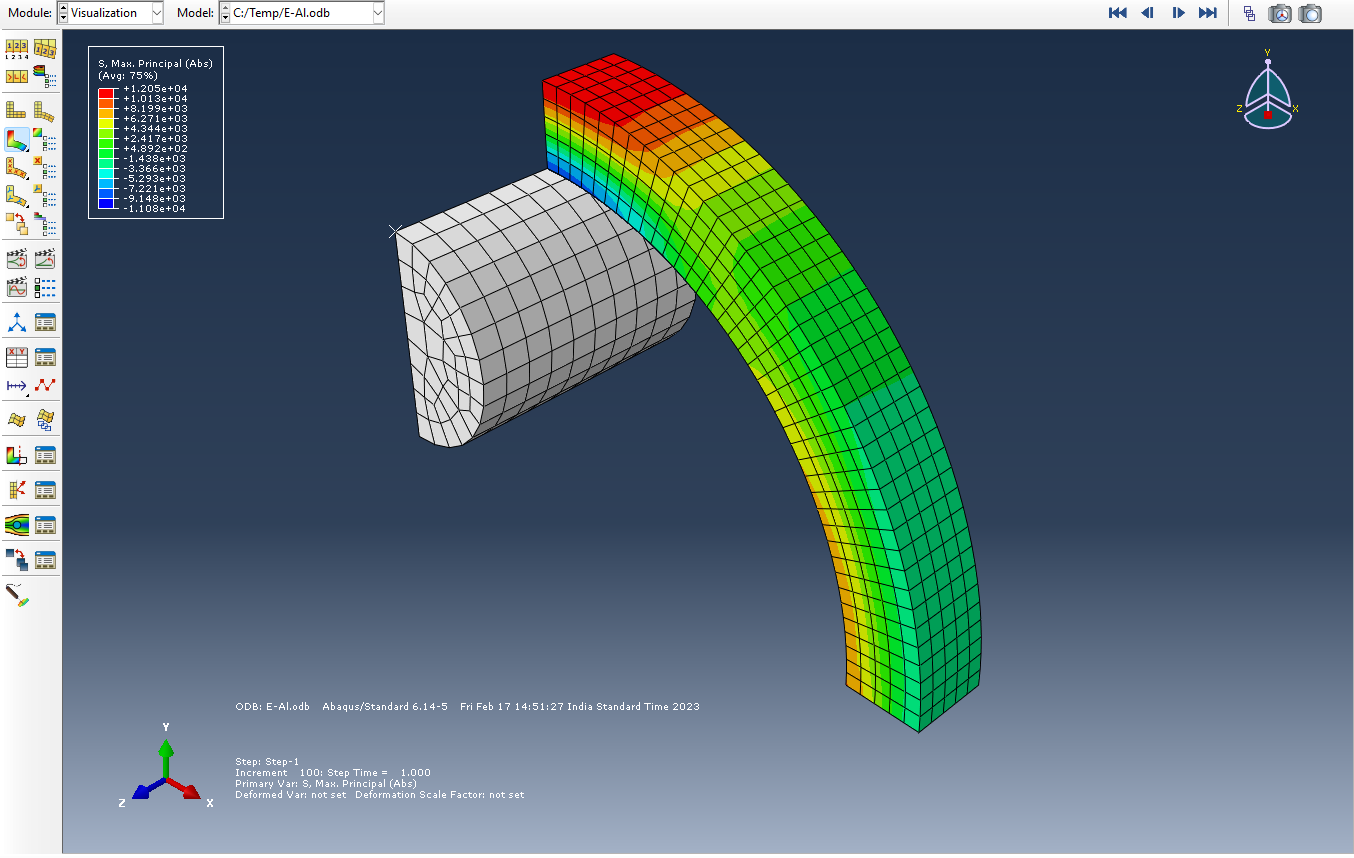 Module: Visualization Model: C:/Temp/E-Al.odb
S, Max. Principal (Abs)
(Avg: 75%)
+1.205e+04
+1.013e+04
+8.199e+03
+6.271e+03
+4.344e+03
+2.417e+03
+4.892e+02
-1.438e+03
-3.366e+03
-5.293e+03
-7.221e+03
-9.148e+03
-1.108e+04
Y
Z X
ODB: E-Al.odb Abaqus/Standard 6.14-5 Fri Feb 17 14:51:27 India Standard Time 2023
Y
Z X
Step: Step-1
Increment 100: Step Time = 1.000
Primary Var: S, Max. Principal (Abs)
Deformed Var: not set Deformation Scale Factor: not set